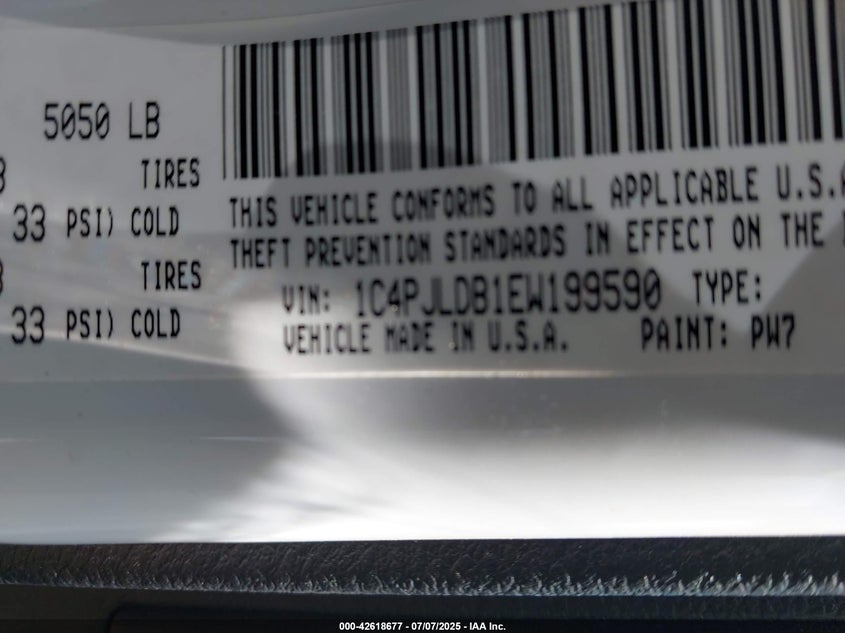 5050 LB
TIRES
33 PSI) COLD
TIRES
33 PSI) COLD
THIS VEHICLE CONFORMS TO ALL APPLICABLE U.S.A
THEFT PREVENTION STANDARDS IN EFFECT ON THE
VIN: 1C4PJLDB1EW199590 TYPE:
VEHICLE MADE IN U.S.A. PAINT: PW7
000-42618677 - 07/07/2025 - IAA Inc.